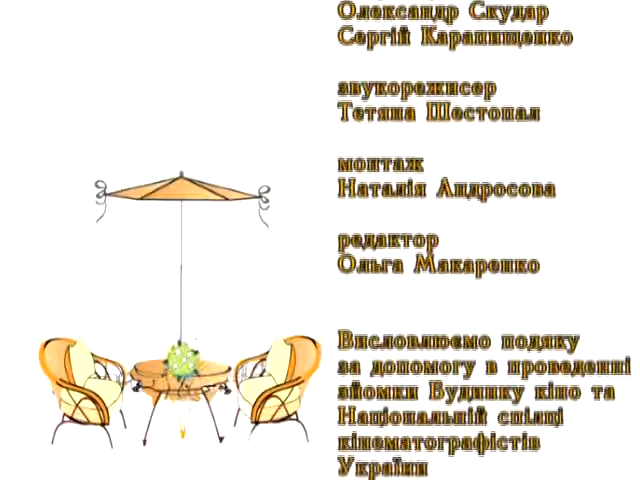 Олександр Скудар
Сергій Карапищенко
звукорежисер
Тетяна Шестопал
монтаж
Наталія Андросова
редактор
Ольга Макаренко
Висловлюємо подяку
за допомогу в проведенні
зйомки Будинку кіно та
Національній спілці
кінематографістів
України